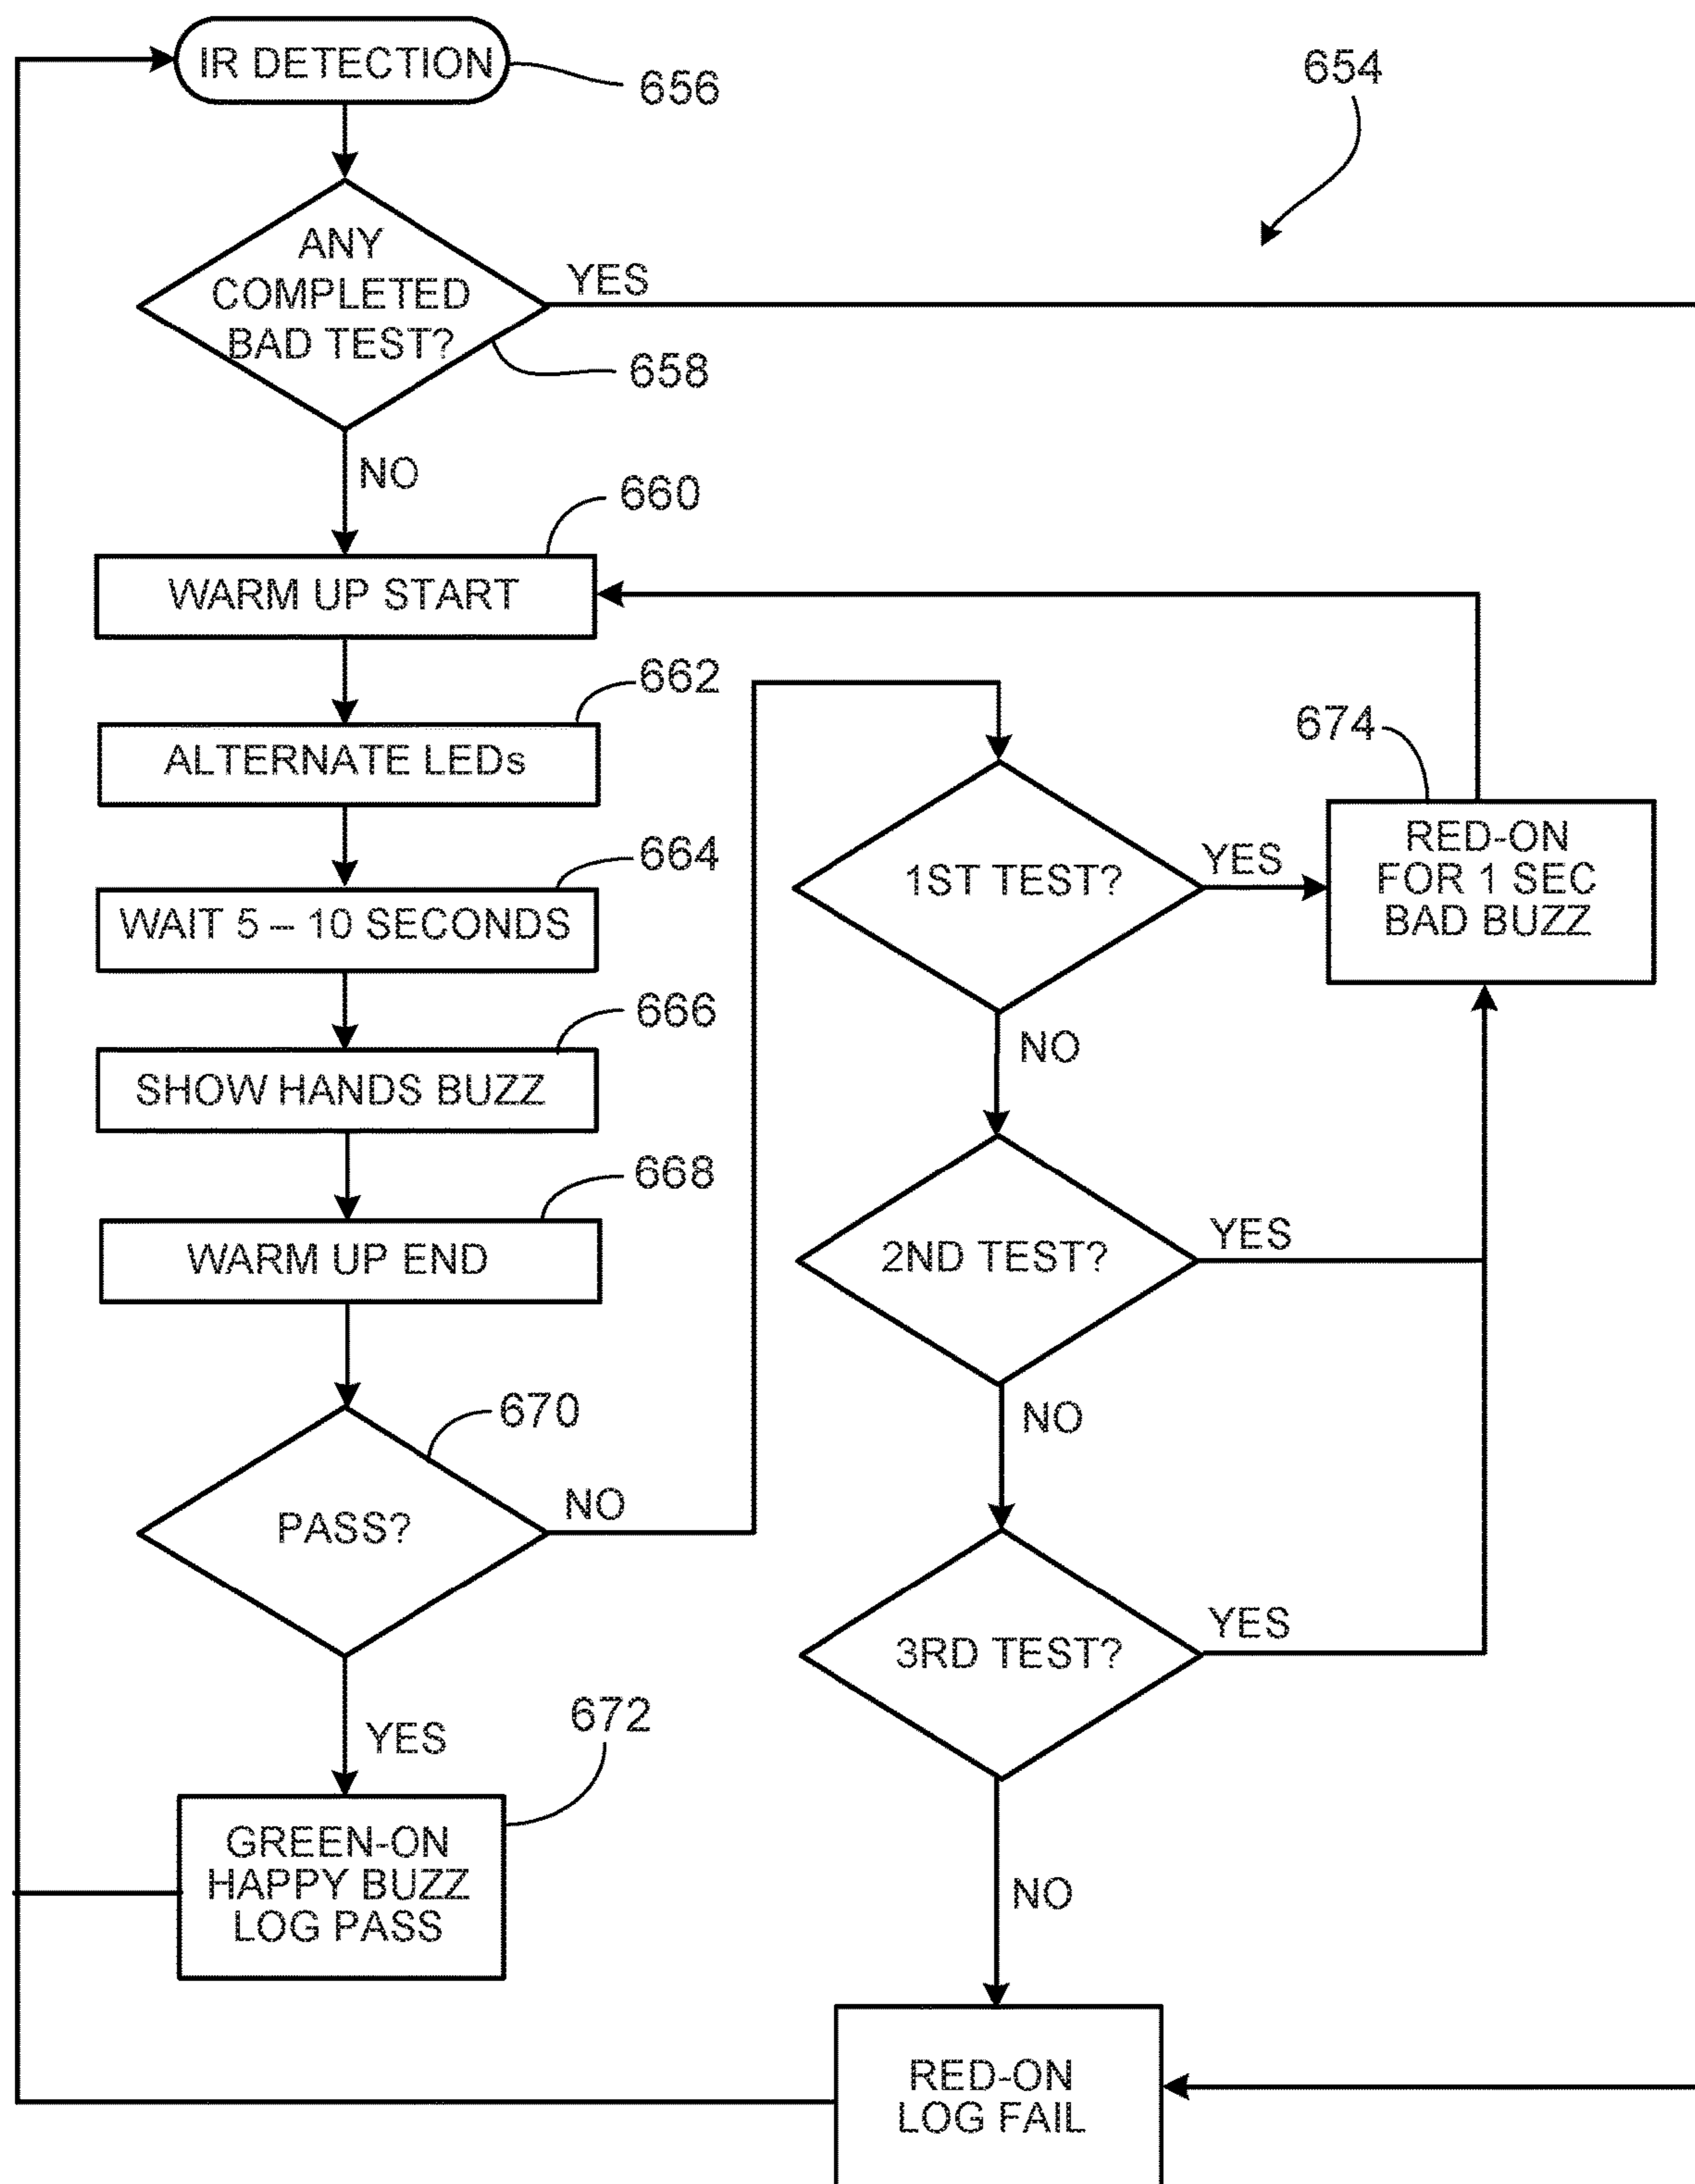 IR DETECTION
656
654
ANY
COMPLETED
BAD TEST?
YES
658
NO
660
WARM UP START
662
ALTERNATE LEDs
664
WAIT 5 – 10 SECONDS
666
SHOW HANDS BUZZ
668
WARM UP END
670
PASS?
NO
YES
672
GREEN-ON
HAPPY BUZZ
LOG PASS
1ST TEST?
YES
674
RED-ON
FOR 1 SEC
BAD BUZZ
NO
2ND TEST?
YES
NO
3RD TEST?
YES
NO
RED-ON
LOG FAIL